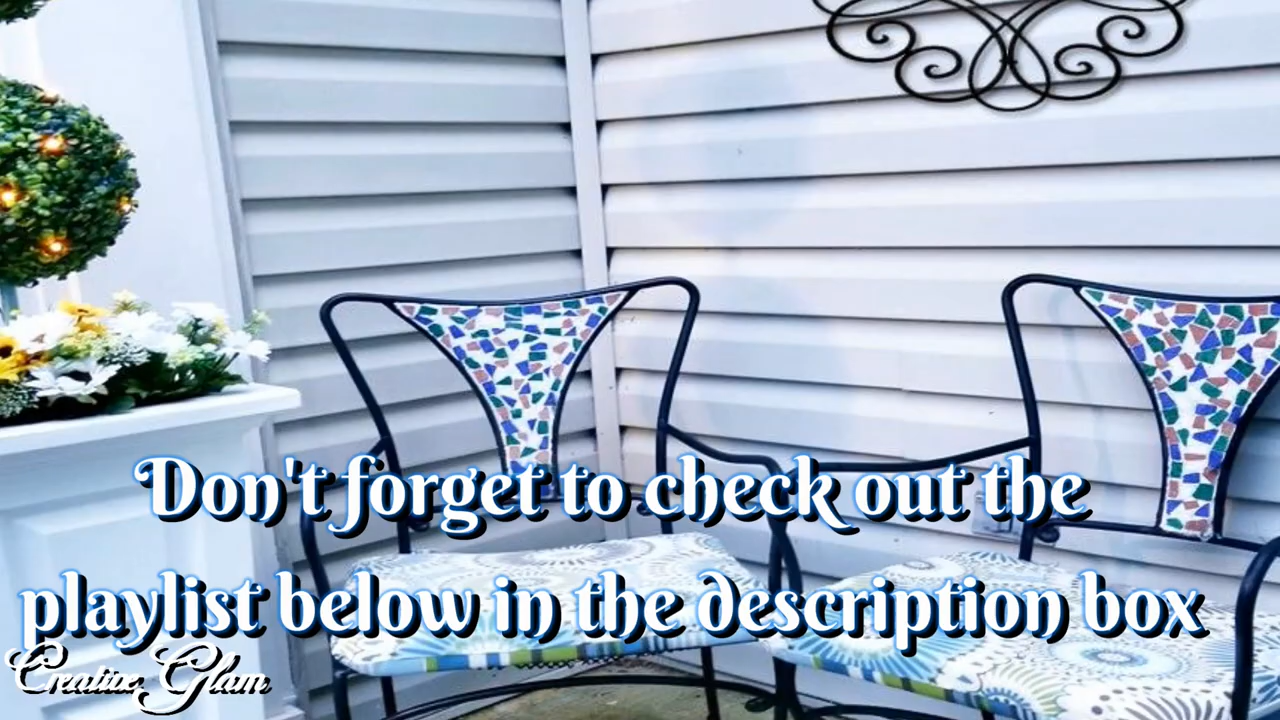 Don't forget to check out the
playlist below in the description box
Creative Glam